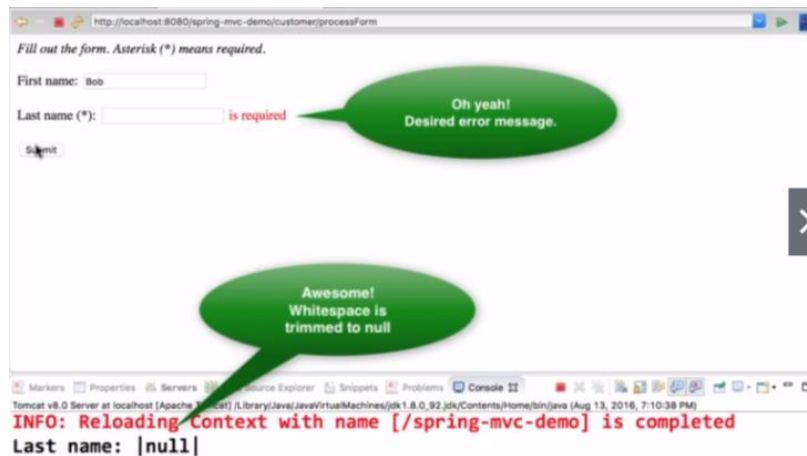 http://localhost:8080/spring-mvc-demo/customer/processForm
Fill out the form. Asterisk (*) means required.
First name: Bob
Last name (*): is required
Oh yeah!
Desired error message.
Submit
Awesome!
Whitespace is
trimmed to null
Markers Properties Servers Source Explorer Snippets Problems Console
Tomcat v8.0 Server at localhost [Apache Tomcat] /Library/Java/JavaVirtualMachines/jdk1.8.0_92.jdk/Contents/Home/bin/java (Aug 13, 2016, 7:10:38 PM)
INFO: Reloading Context with name [/spring-mvc-demo] is completed
Last name: |null|